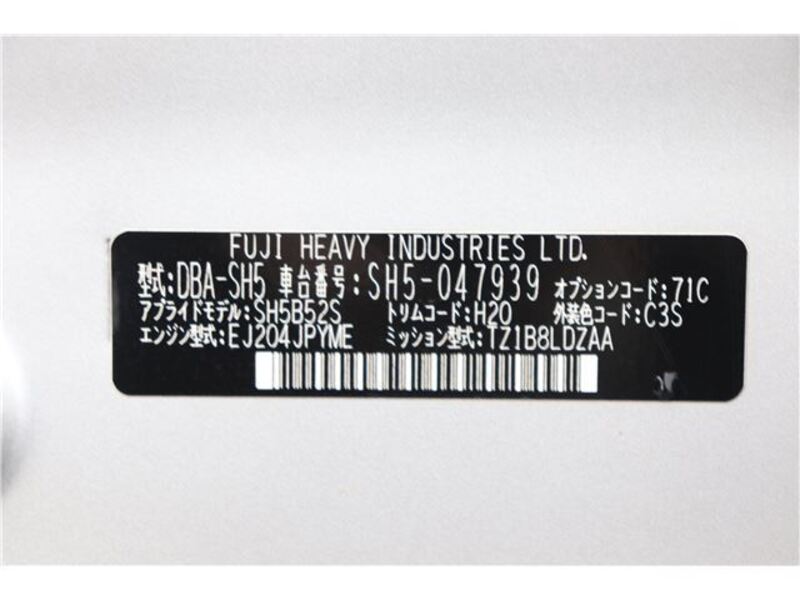 FUJI HEAVY INDUSTRIES LTD.
型式:DBA-SH5 車台番号:SH5-047939 オプションコード:71C
アプライドモデル:SH5B52S トリムコード:H20 外装色コード:C3S
エンジン型式:EJ204JPYME ミッション型式:TZ1B8LDZAA